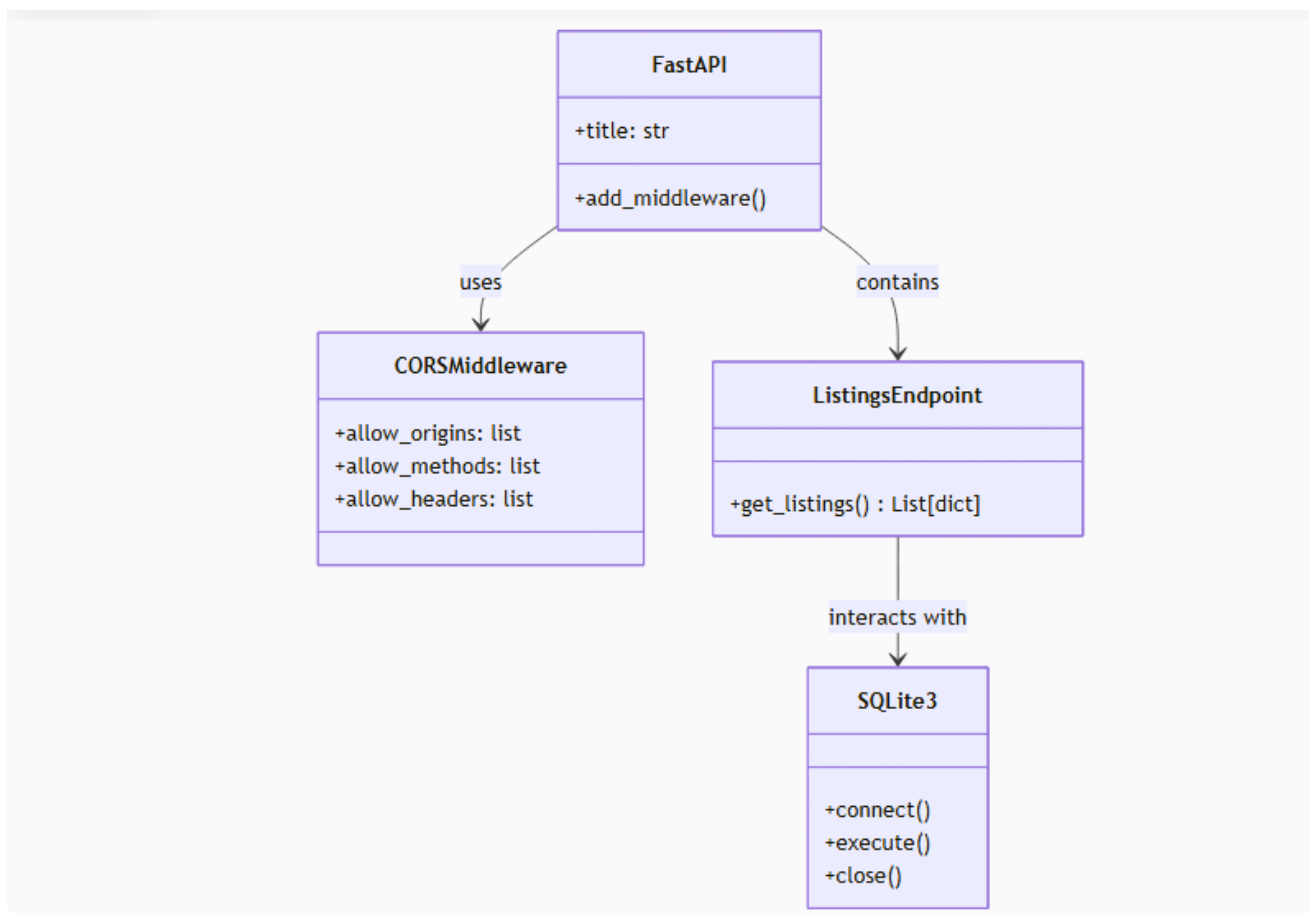 FastAPI
+title: str
+add_middleware()
uses
contains
CORSMiddleware
+allow_origins: list
+allow_methods: list
+allow_headers: list
ListingsEndpoint
+get_listings() : List[dict]
interacts with
SQLite3
+connect()
+execute()
+close()